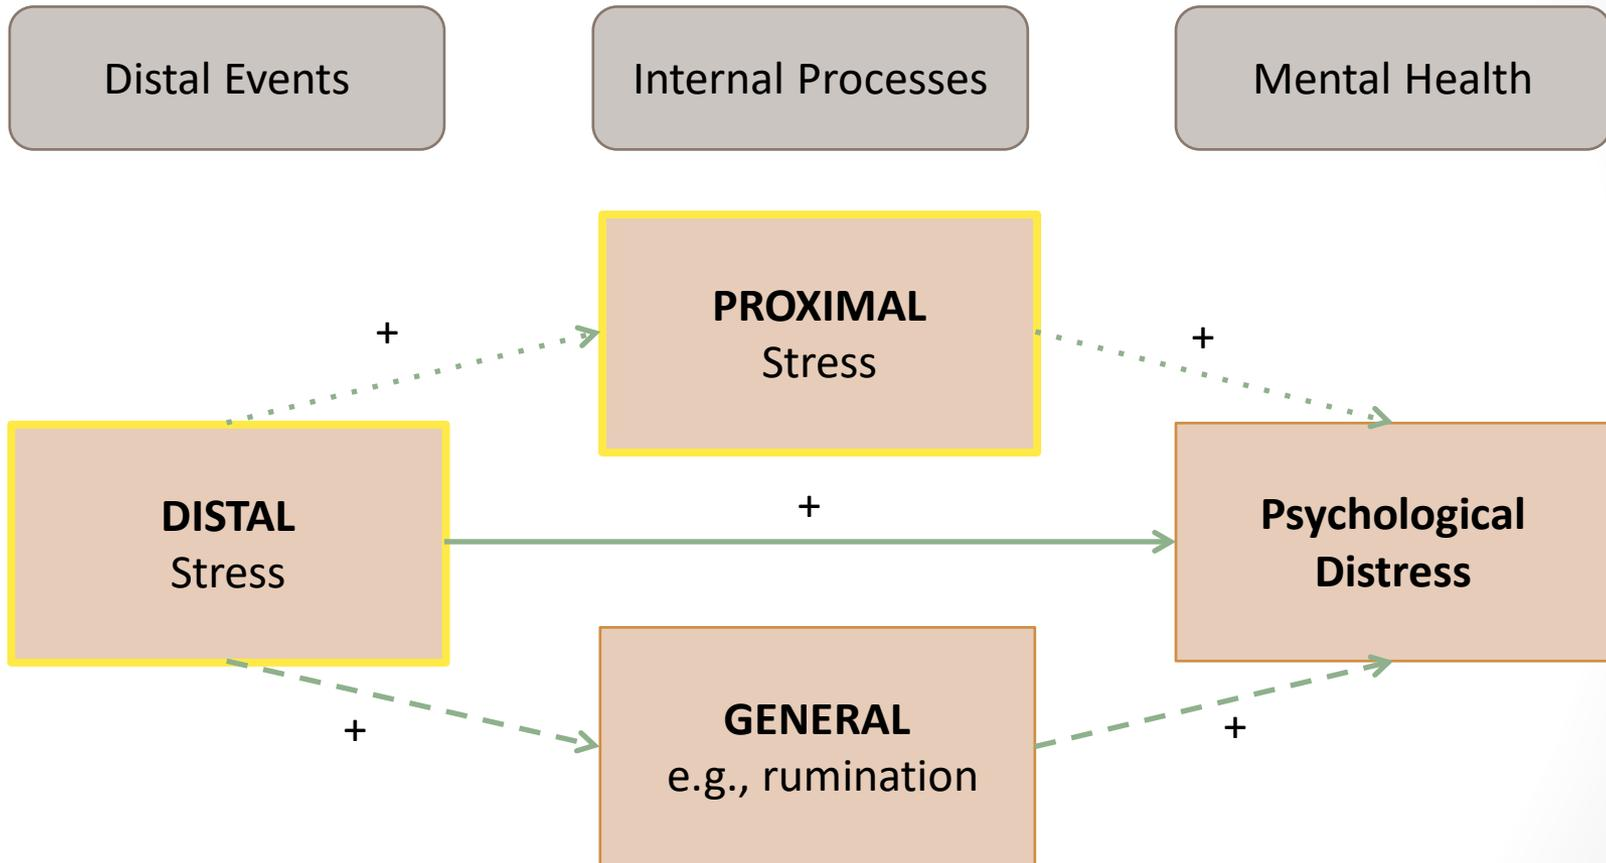 Distal Events
Internal Processes
Mental Health
PROXIMAL
Stress
+
+
+
DISTAL
Stress
Psychological
Distress
GENERAL
e.g., rumination
+
+